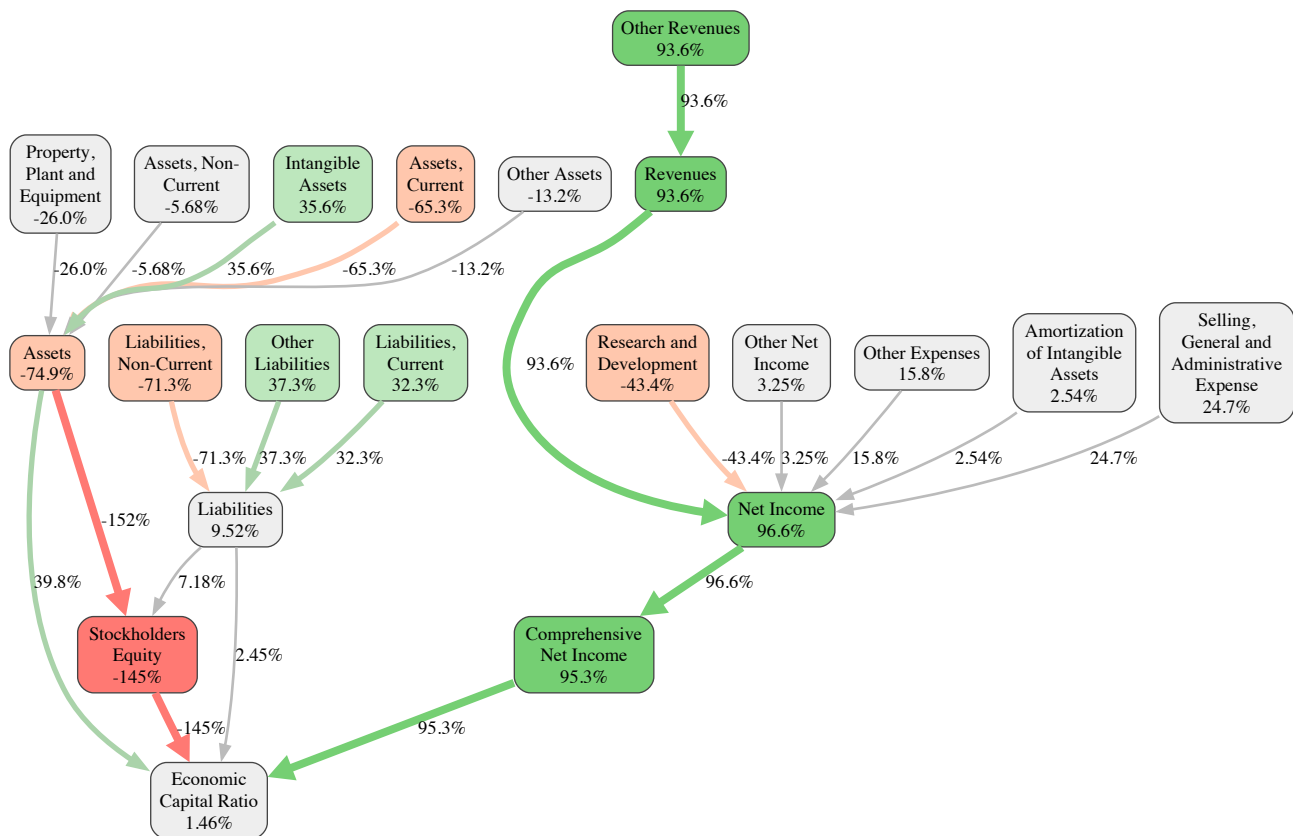 Other Revenues
93.6%
93.6%
Property,
Plant and
Equipment
-26.0%
Assets, Non-
Current
-5.68%
Intangible
Assets
35.6%
Assets,
Current
-65.3%
Other Assets
-13.2%
Revenues
93.6%
-26.0%
-5.68%
35.6%
-65.3%
-13.2%
Assets
-74.9%
Liabilities,
Non-Current
-71.3%
Other
Liabilities
37.3%
Liabilities,
Current
32.3%
93.6%
Research and
Development
-43.4%
Other Net
Income
3.25%
Other Expenses
15.8%
Amortization
of Intangible
Assets
2.54%
Selling,
General and
Administrative
Expense
24.7%
-71.3%
37.3%
32.3%
-43.4%
3.25%
15.8%
2.54%
24.7%
-152%
Liabilities
9.52%
Net Income
96.6%
39.8%
7.18%
96.6%
Stockholders
Equity
-145%
2.45%
Comprehensive
Net Income
95.3%
-145%
95.3%
Economic
Capital Ratio
1.46%